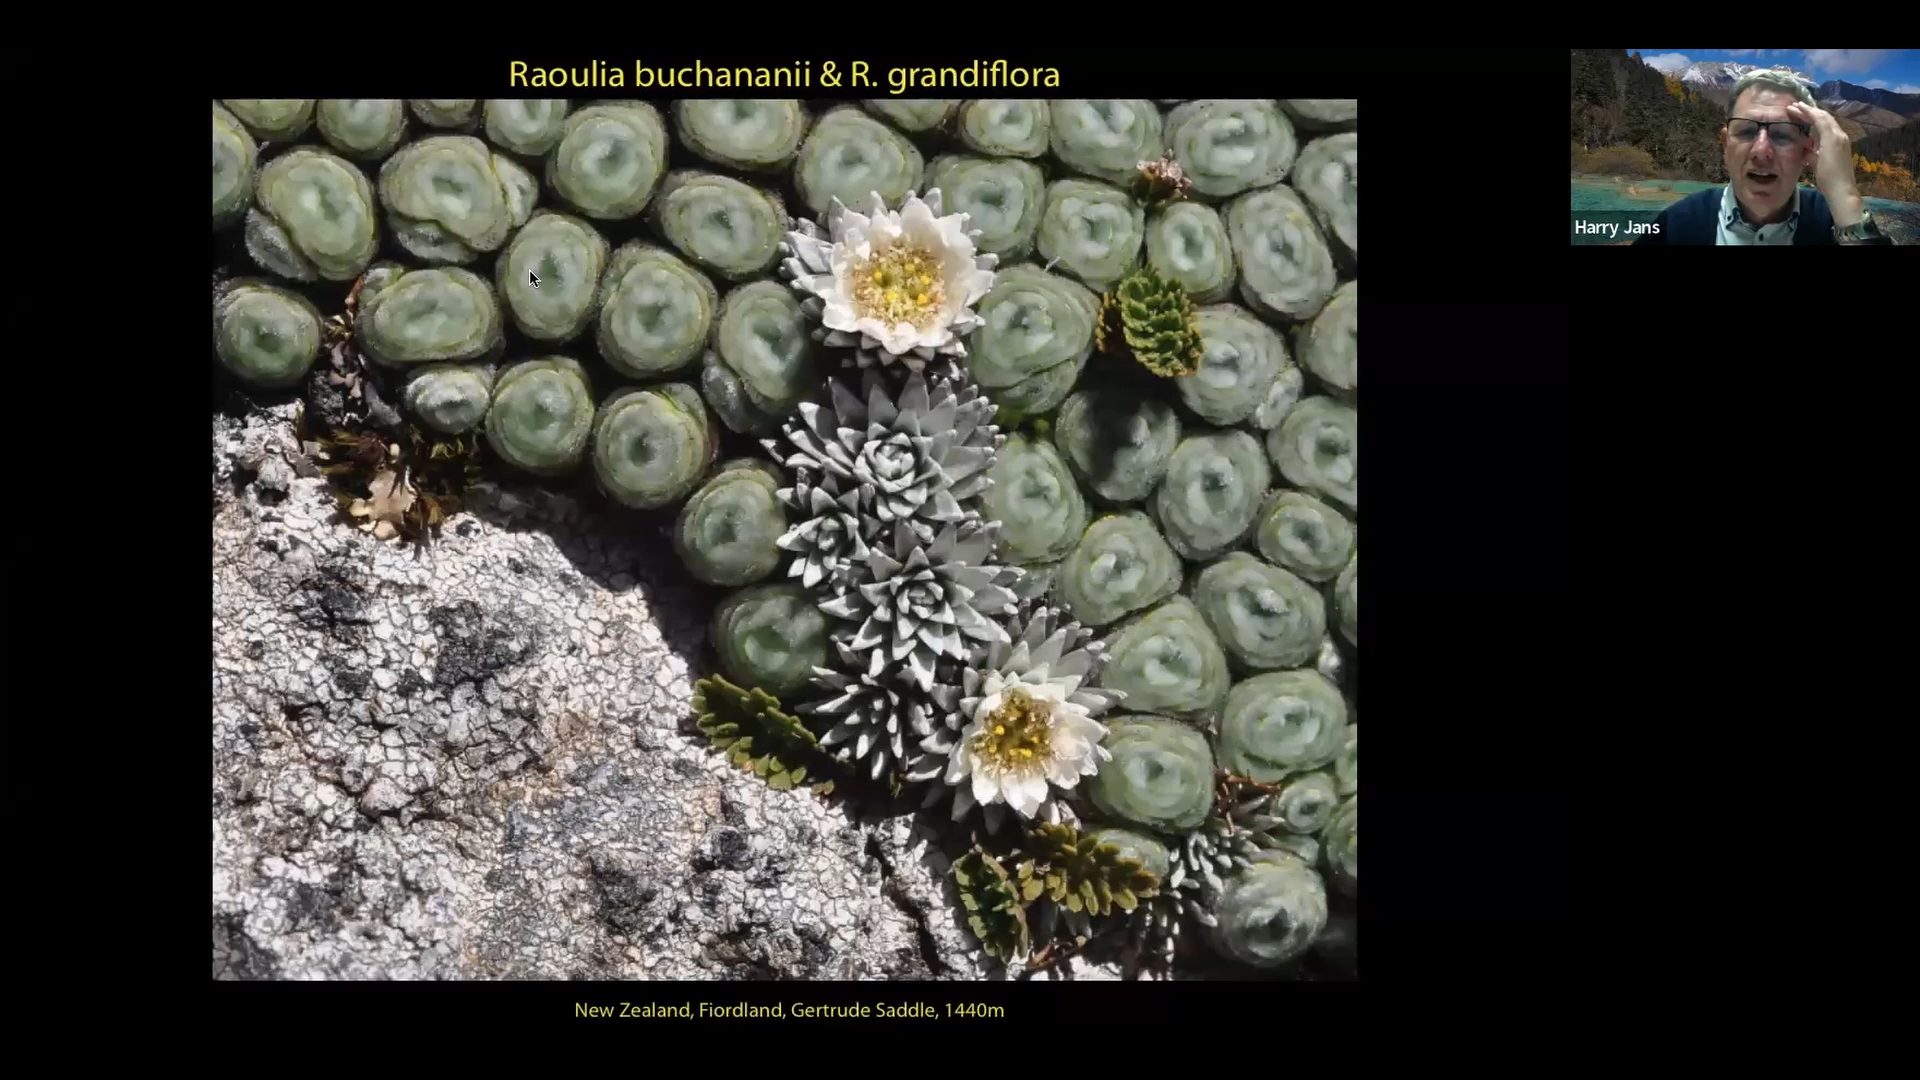 Raoulia buchananii & R. grandiflora
Harry Jans
New Zealand, Fiordland, Gertrude Saddle, 1440m